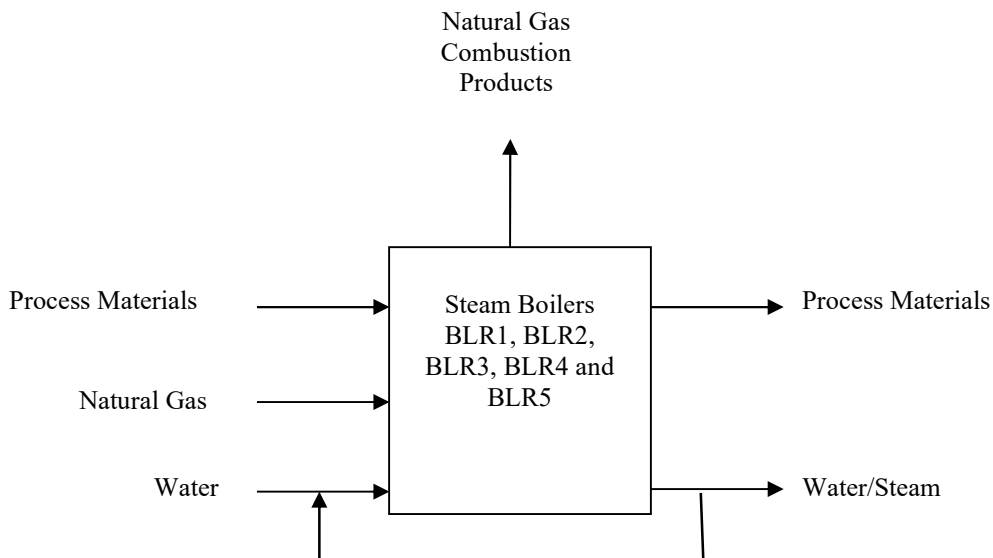 Natural Gas
Combustion
Products
Process Materials
Steam Boilers
BLR1, BLR2,
BLR3, BLR4 and
BLR5
Process Materials
Natural Gas
Water
Water/Steam